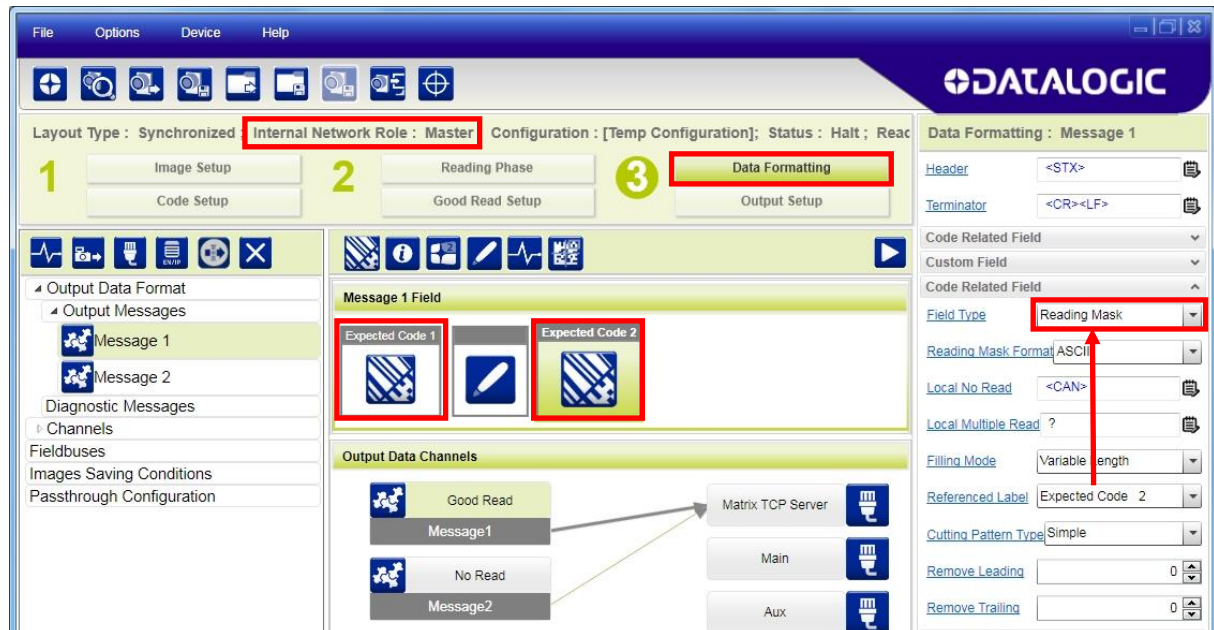 File Options Device Help
DATALOGIC
Layout Type : Synchronized ; Internal Network Role : Master Configuration : [Temp Configuration]; Status : Halt ; Reac
1 Image Setup 2 Reading Phase 3 Data Formatting
Code Setup Good Read Setup Output Setup
EN/IP
Output Data Format
Output Messages
Message 1
Message 2
Diagnostic Messages
Channels
Fieldbuses
Images Saving Conditions
Passthrough Configuration
Message 1 Field
Expected Code 1 Expected Code 2
Output Data Channels
Good Read
Message1
No Read
Message2
Matrix TCP Server
Main
Aux
Data Formatting : Message 1
Header <STX>
Terminator <CR><LF>
Code Related Field
Custom Field
Code Related Field
Field Type Reading Mask
Reading Mask Format ASCII
Local No Read <CAN>
Local Multiple Read ?
Filling Mode Variable Length
Referenced Label Expected Code 2
Cutting Pattern Type Simple
Remove Leading 0
Remove Trailing 0